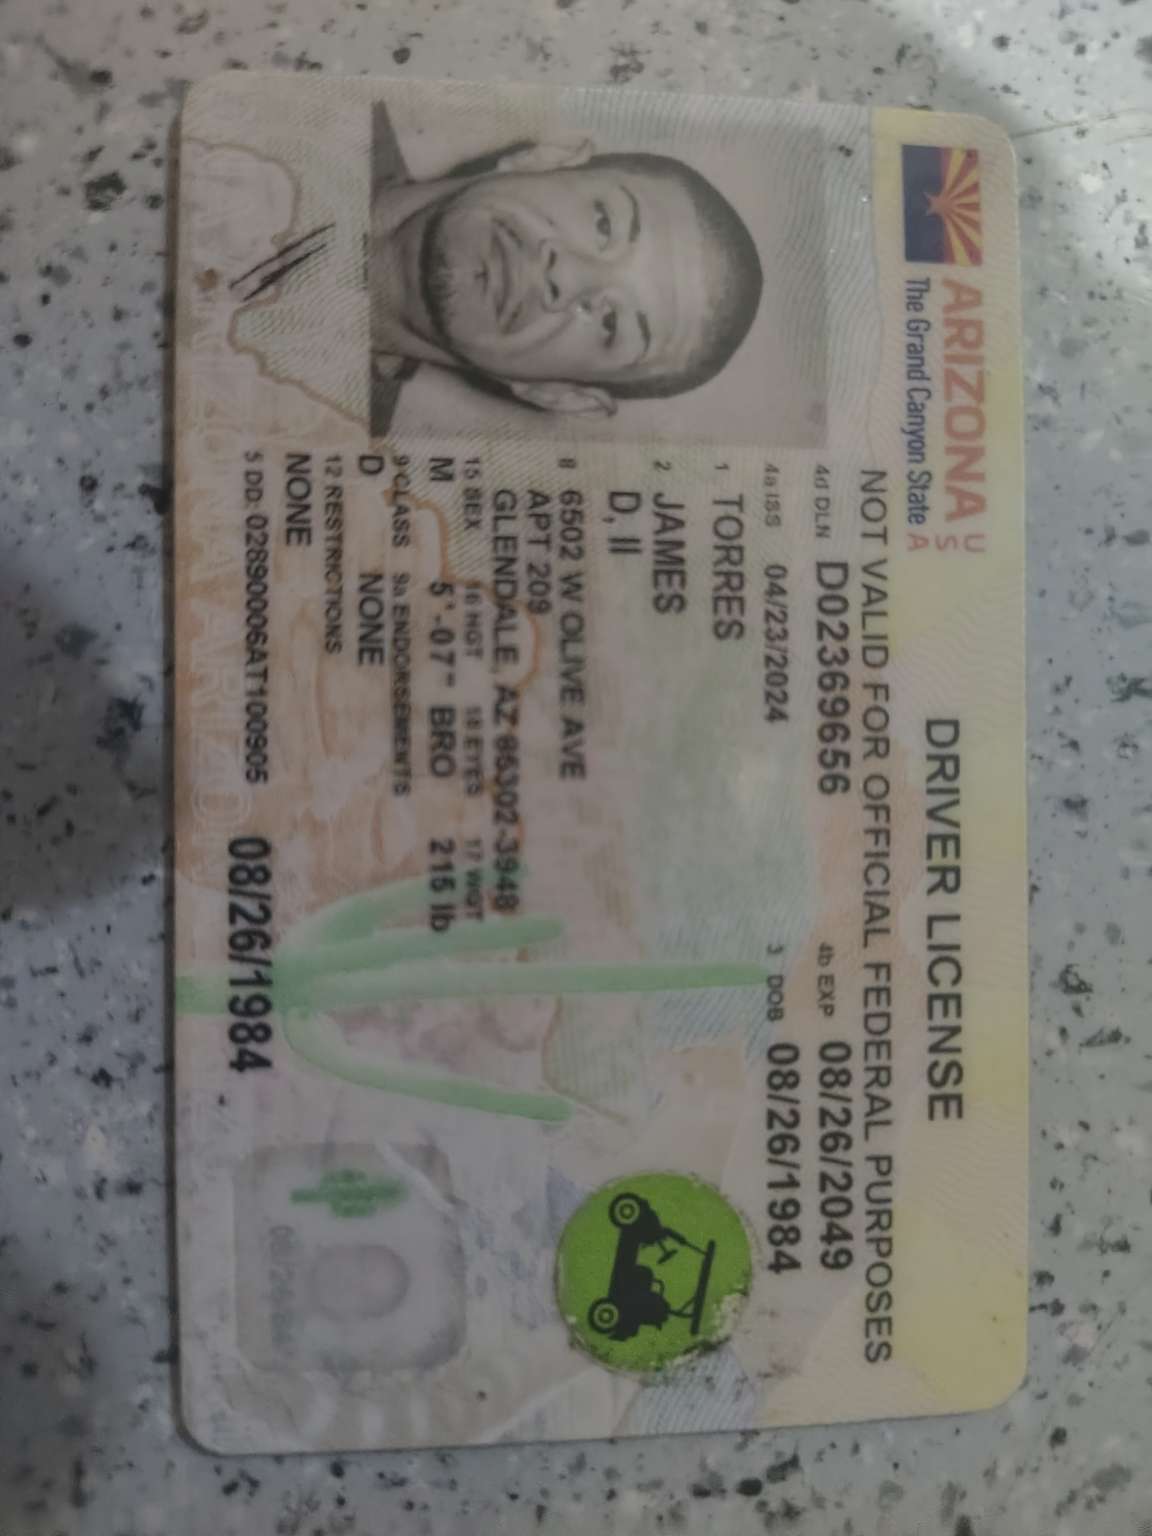 ARIZONA USA
The Grand Canyon State
DRIVER LICENSE
NOT VALID FOR OFFICIAL FEDERAL PURPOSES
4d DLN D02369656 4b EXP 08/26/2049
4a ISS 04/23/2024 3 DOB 08/26/1984
1 TORRES
2 JAMES
D, II
8 6502 W OLIVE AVE
APT 209
GLENDALE, AZ 85302-3948
15 SEX 16 HGT 18 EYES 17 WGT
M 5'-07" BRO 215 lb
9 CLASS 9a ENDORSEMENTS
D NONE
12 RESTRICTIONS
NONE
5 DD: 0289006AT100905 08/26/1984